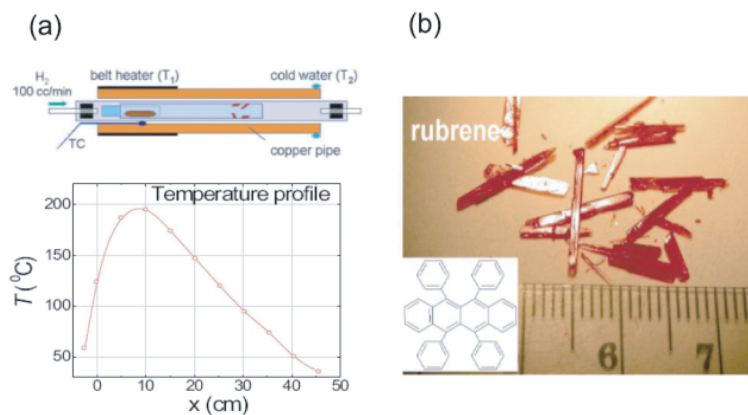 (a)
H2
100 cc/min
belt heater (T1)
cold water (T2)
TC
copper pipe
Temperature profile
200
150
100
50
T (⁰C)
0
10
20
30
40
50
x (cm)
(b)
rubrene
6
7